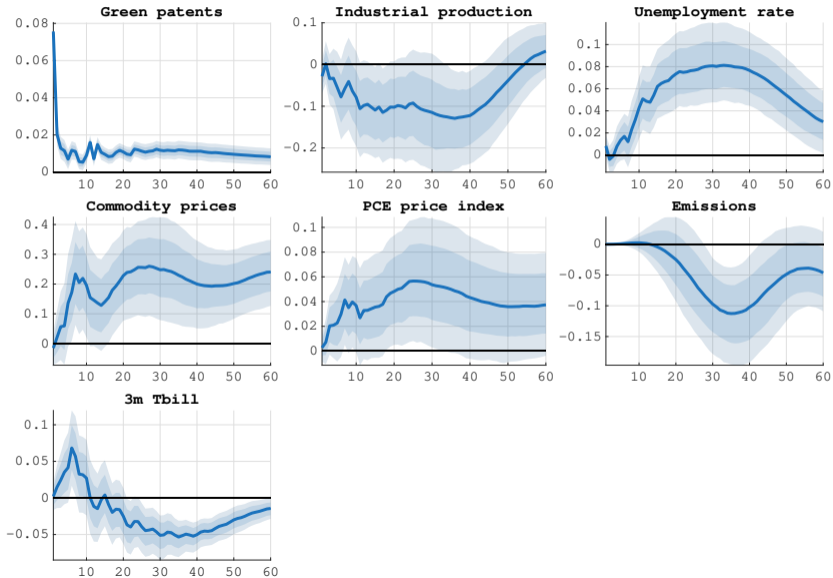 Green patents
0.08
0.06
0.04
0.02
0
10 20 30 40 50 60
Industrial production
0.1
0
-0.1
-0.2
10 20 30 40 50 60
Unemployment rate
0.1
0.08
0.04
0.02
0
10 20 30 40 50 60
Commodity prices
0.4
0.3
0.2
0.1
0
10 20 30 40 50 60
PCE price index
0.1
0.08
0.06
0.04
0.02
0
10 20 30 40 50 60
Emissions
0
-0.05
-0.1
-0.15
10 20 30 40 50 60
3m Tbill
0.1
0.05
0
-0.05
10 20 30 40 50 60